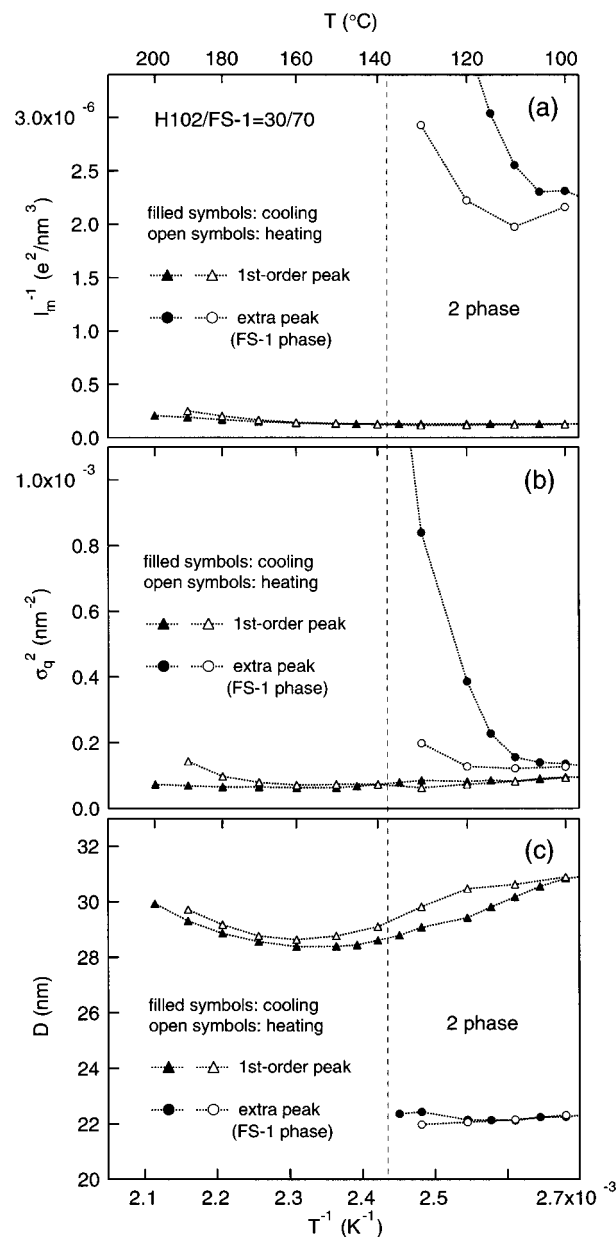 T (°C)
200 180 160 140 120 100
(a)
3.0x10 -6
H102/FS-1=30/70
2.5
filled symbols: cooling
open symbols: heating
2.0
1st-order peak
1.5
extra peak
(FS-1 phase)
2 phase
1.0
0.5
0.0
I m -1 (e 2 /nm 3 )
(b)
1.0x10 -3
filled symbols: cooling
open symbols: heating
0.8
1st-order peak
0.6
extra peak
(FS-1 phase)
0.4
0.2
0.0
σ q 2 (nm -2 )
(c)
32
30
28
filled symbols: cooling
open symbols: heating
2 phase
26
1st-order peak
24
extra peak
(FS-1 phase)
22
20
D (nm)
2.1 2.2 2.3 2.4 2.5 2.7x10 -3
T -1 (K -1 )